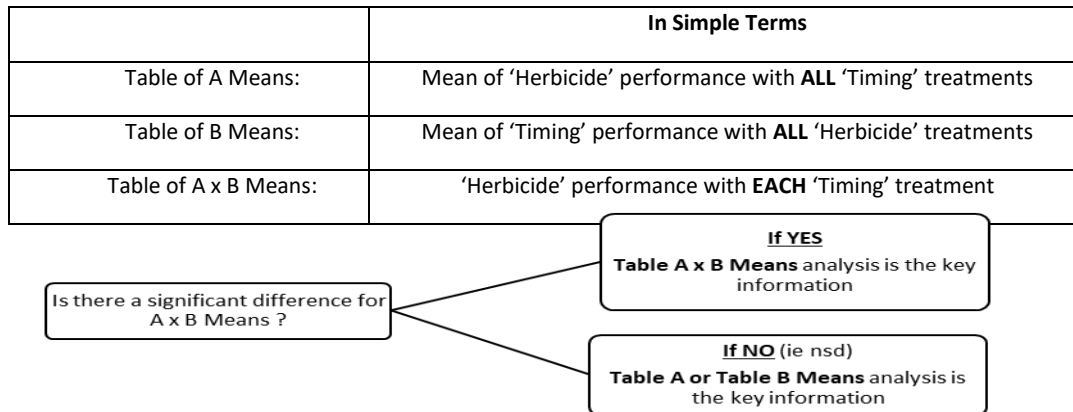 In Simple Terms
Table of A Means:
Mean of ‘Herbicide’ performance with ALL ‘Timing’ treatments
Table of B Means:
Mean of ‘Timing’ performance with ALL ‘Herbicide’ treatments
Table of A x B Means:
‘Herbicide’ performance with EACH ‘Timing’ treatment
Is there a significant difference for
A x B Means ?
If YES
Table A x B Means analysis is the key
information
If NO (ie nsd)
Table A or Table B Means analysis is
the key information